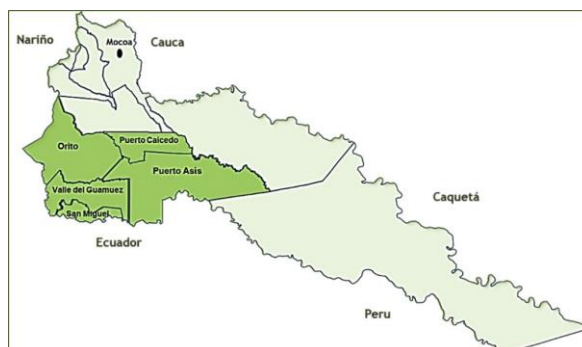 Nariño
Cauca
Mocoa
Orito
Puerto Caicedo
Puerto Asís
Valle del Guamuez
San Miguel
Caquetá
Ecuador
Peru